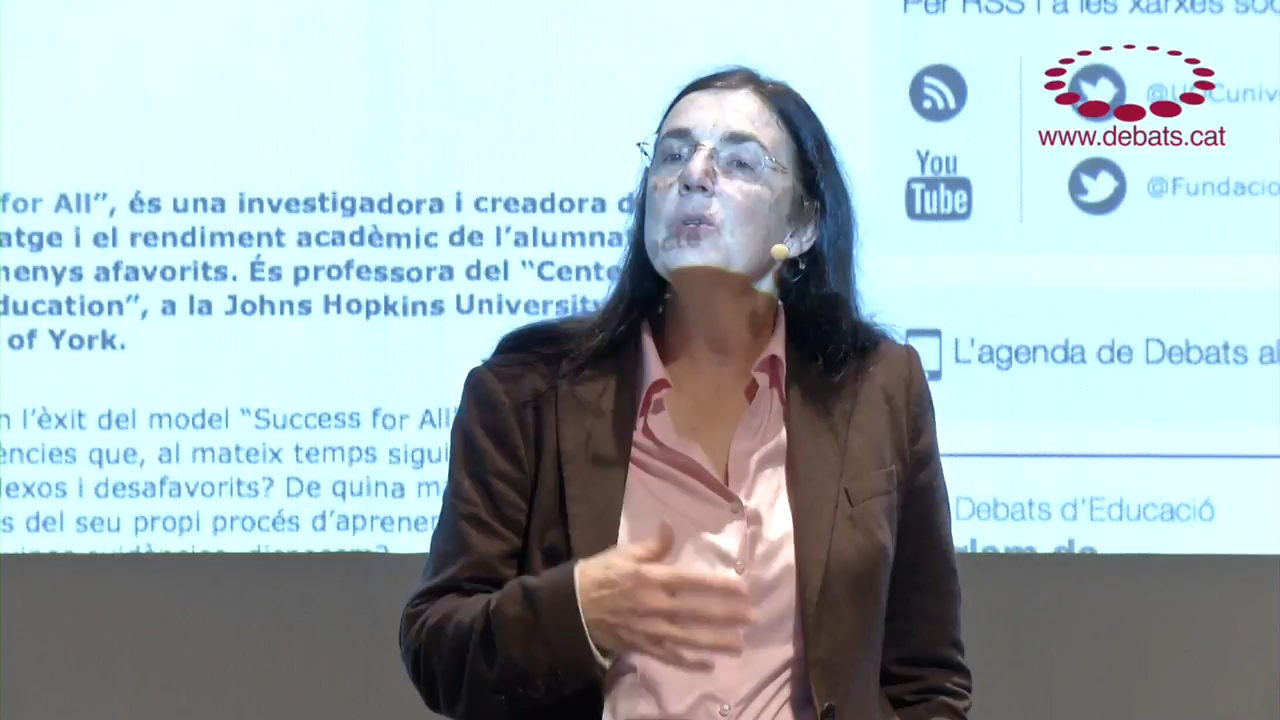 for All”, és una investigadora i creadora d
atge i el rendiment acadèmic de l’alumna
menys afavorits. És professora del “Cente
ducation”, a la Johns Hopkins University
of York.
n l’èxit del model “Success for All”
ències que, al mateix temps sigui
lexos i desafavorits? De quina ma
s del seu propi procés d’aprenen
Per RSS i a les xarxes soc
www.debats.cat
You
Tube
@Fundacio
L'agenda de Debats al
Debats d'Educació